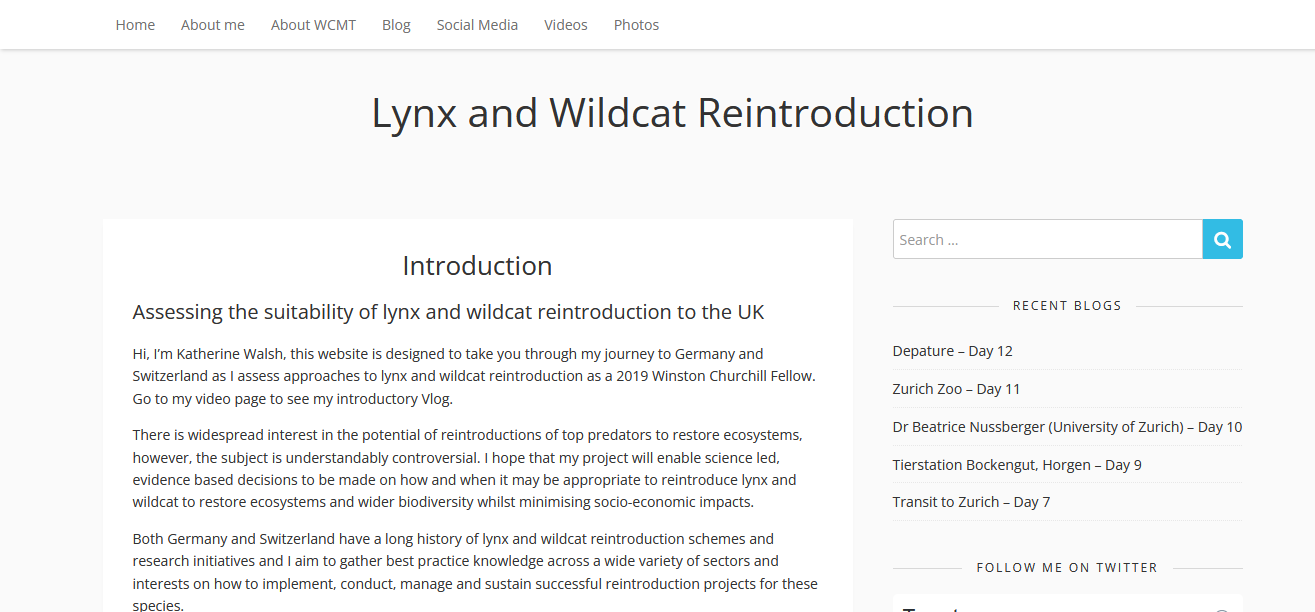 Home About me About WCMT Blog Social Media Videos Photos
Lynx and Wildcat Reintroduction
Introduction
Assessing the suitability of lynx and wildcat reintroduction to the UK
Hi, I’m Katherine Walsh, this website is designed to take you through my journey to Germany and
Switzerland as I assess approaches to lynx and wildcat reintroduction as a 2019 Winston Churchill Fellow.
Go to my video page to see my introductory Vlog.
There is widespread interest in the potential of reintroductions of top predators to restore ecosystems,
however, the subject is understandably controversial. I hope that my project will enable science led,
evidence based decisions to be made on how and when it may be appropriate to reintroduce lynx and
wildcat to restore ecosystems and wider biodiversity whilst minimising socio-economic impacts.
Both Germany and Switzerland have a long history of lynx and wildcat reintroduction schemes and
research initiatives and I aim to gather best practice knowledge across a wide variety of sectors and
interests on how to implement, conduct, manage and sustain successful reintroduction projects for these
species.
Search ...
RECENT BLOGS
Depature – Day 12
Zurich Zoo – Day 11
Dr Beatrice Nussberger (University of Zurich) – Day 10
Tierstation Bockengut, Horgen – Day 9
Transit to Zurich – Day 7
FOLLOW ME ON TWITTER